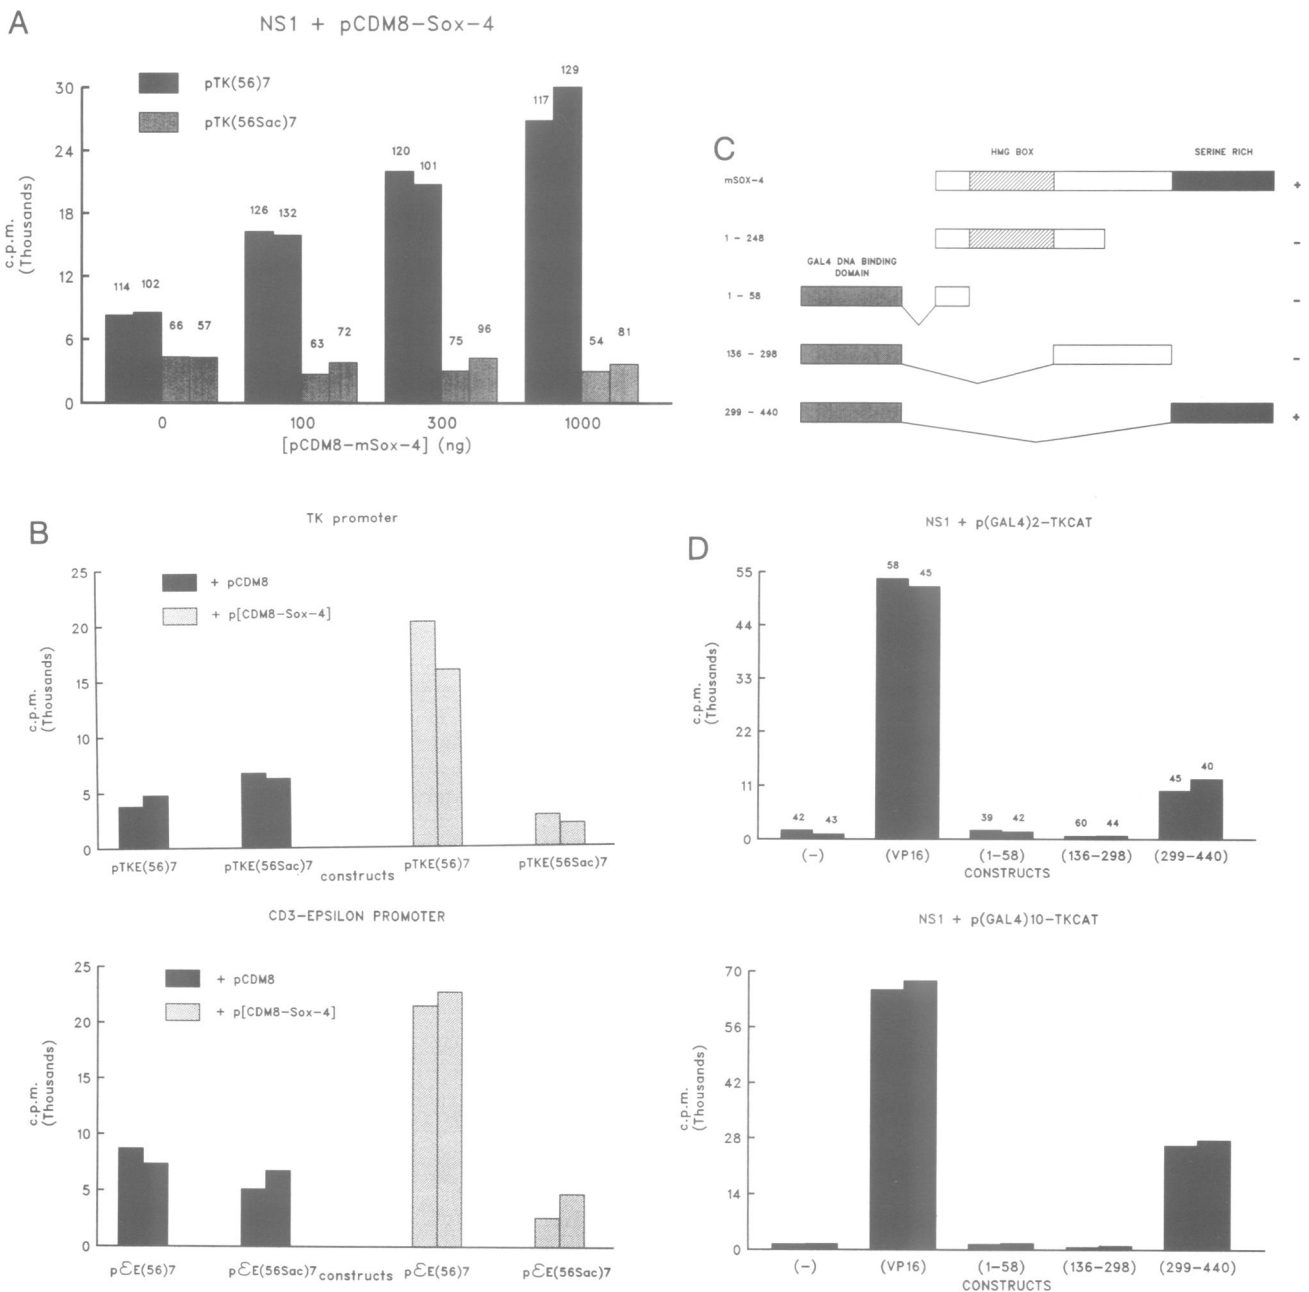 A
NS1 + pCDM8-Sox-4
pTK(56)7
pTK(56Sac)7
c.p.m.
(Thousands)
30
24
18
12
6
0
114 102 66 57
126 132 63 72
120 101 75 96
117 129 54 81
0 100 300 1000
[pCDM8-mSox-4] (ng)
C
HMG BOX SERINE RICH
mSOX-4 +
1 - 248 -
GAL4 DNA BINDING
DOMAIN
1 - 58 -
136 - 298 -
299 - 440 +
B
TK promoter
+ pCDM8
+ p[CDM8-Sox-4]
c.p.m.
(Thousands)
25
20
15
10
5
0
pTKE(56)7 pTKE(56Sac)7 pTKE(56)7 pTKE(56Sac)7
constructs
CD3-EPSILON PROMOTER
+ pCDM8
+ p[CDM8-Sox-4]
c.p.m.
(Thousands)
25
20
15
10
5
0
pƐE(56)7 pƐE(56Sac)7 constructs pƐE(56)7 pƐE(56Sac)7
D
NS1 + p(GAL4)2-TKCAT
c.p.m.
(Thousands)
55
44
33
22
11
0
42 43 58 45 39 42 60 44 45 40
(-) (VP16) (1-58) (136-298) (299-440)
CONSTRUCTS
NS1 + p(GAL4)10-TKCAT
c.p.m.
(Thousands)
70
56
42
28
14
0
(-) (VP16) (1-58) (136-298) (299-440)
CONSTRUCTS